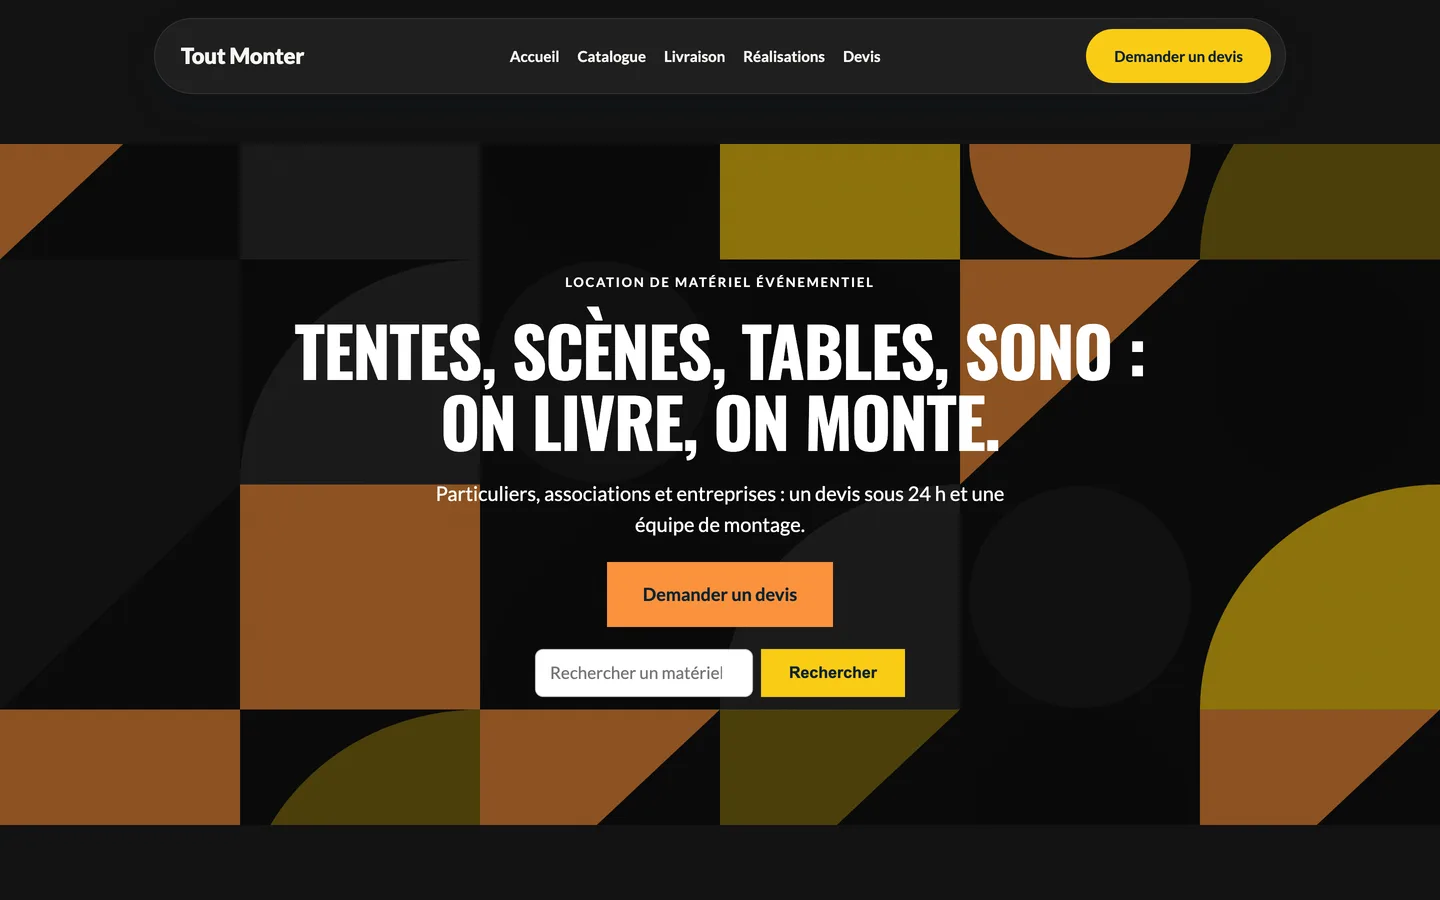 Tout Monter
Accueil Catalogue Livraison Réalisations Devis
Demander un devis
LOCATION DE MATÉRIEL ÉVÉNEMENTIEL
TENTES, SCÈNES, TABLES, SONO :
ON LIVRE, ON MONTE.
Particuliers, associations et entreprises : un devis sous 24 h et une
équipe de montage.
Demander un devis
Rechercher un matériel
Rechercher